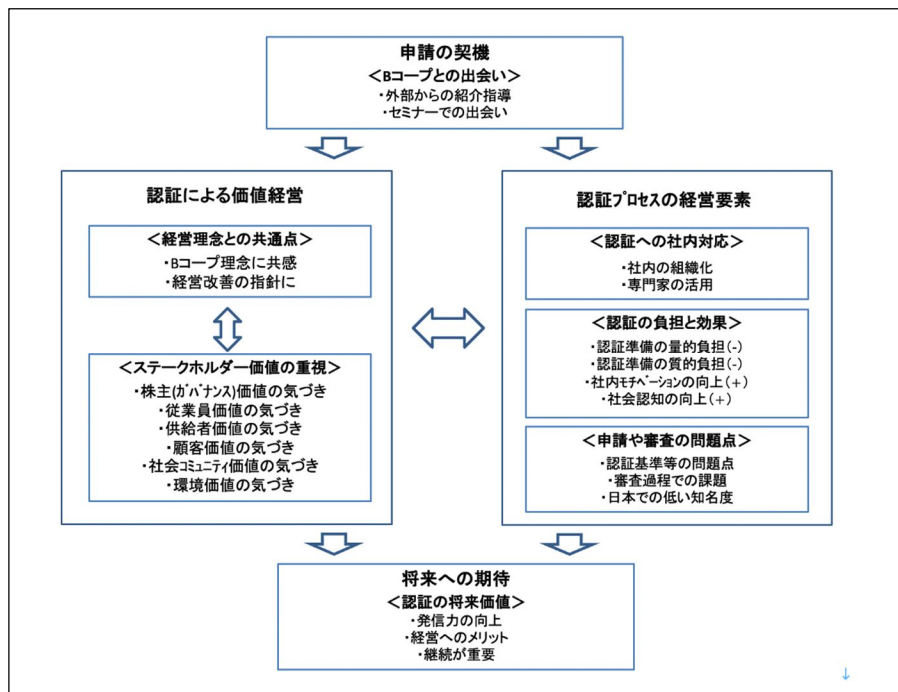 申請の契機
＜Bコープとの出会い＞
・外部からの紹介指導
・セミナーでの出会い
認証による価値経営
＜経営理念との共通点＞
・Bコープ理念に共感
・経営改善の指針に
＜ステークホルダー価値の重視＞
・株主(ｶﾞﾊﾞﾅﾝｽ)価値の気づき
・従業員価値の気づき
・供給者価値の気づき
・顧客価値の気づき
・社会ｺﾐｭﾆﾃｨ価値の気づき
・環境価値の気づき
認証ﾌﾟﾛｾｽの経営要素
＜認証への社内対応＞
・社内の組織化
・専門家の活用
＜認証の負担と効果＞
・認証準備の量的負担(-)
・認証準備の質的負担(-)
・社内ﾓﾁﾍﾞｰｼｮﾝの向上(+)
・社会認知の向上(+)
＜申請や審査の問題点＞
・認証基準等の問題点
・審査過程での課題
・日本での低い知名度
将来への期待
＜認証の将来価値＞
・発信力の向上
・経営へのメリット
・継続が重要